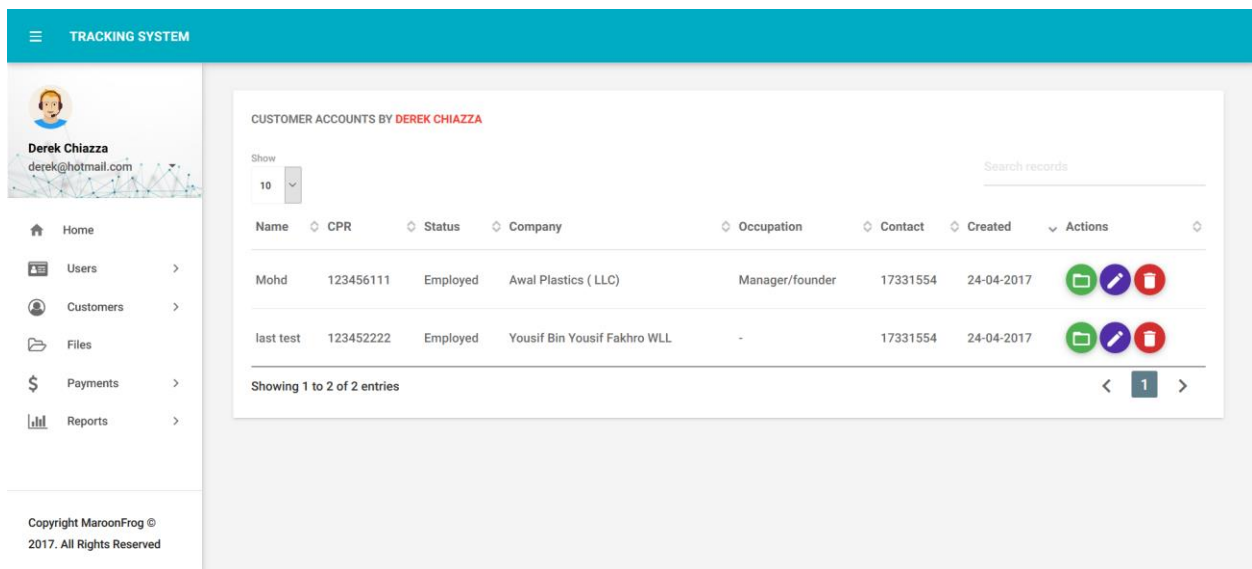 TRACKING SYSTEM
Derek Chiazza
derek@hotmail.com
Home
Users
Customers
Files
Payments
Reports
Copyright MaroonFrog ©
2017. All Rights Reserved
CUSTOMER ACCOUNTS BY DEREK CHIAZZA
Show
10
Search records
Name CPR Status Company Occupation Contact Created Actions
Mohd 123456111 Employed Awal Plastics ( LLC) Manager/founder 17331554 24-04-2017
last test 123452222 Employed Yousif Bin Yousif Fakhro WLL - 17331554 24-04-2017
Showing 1 to 2 of 2 entries
1